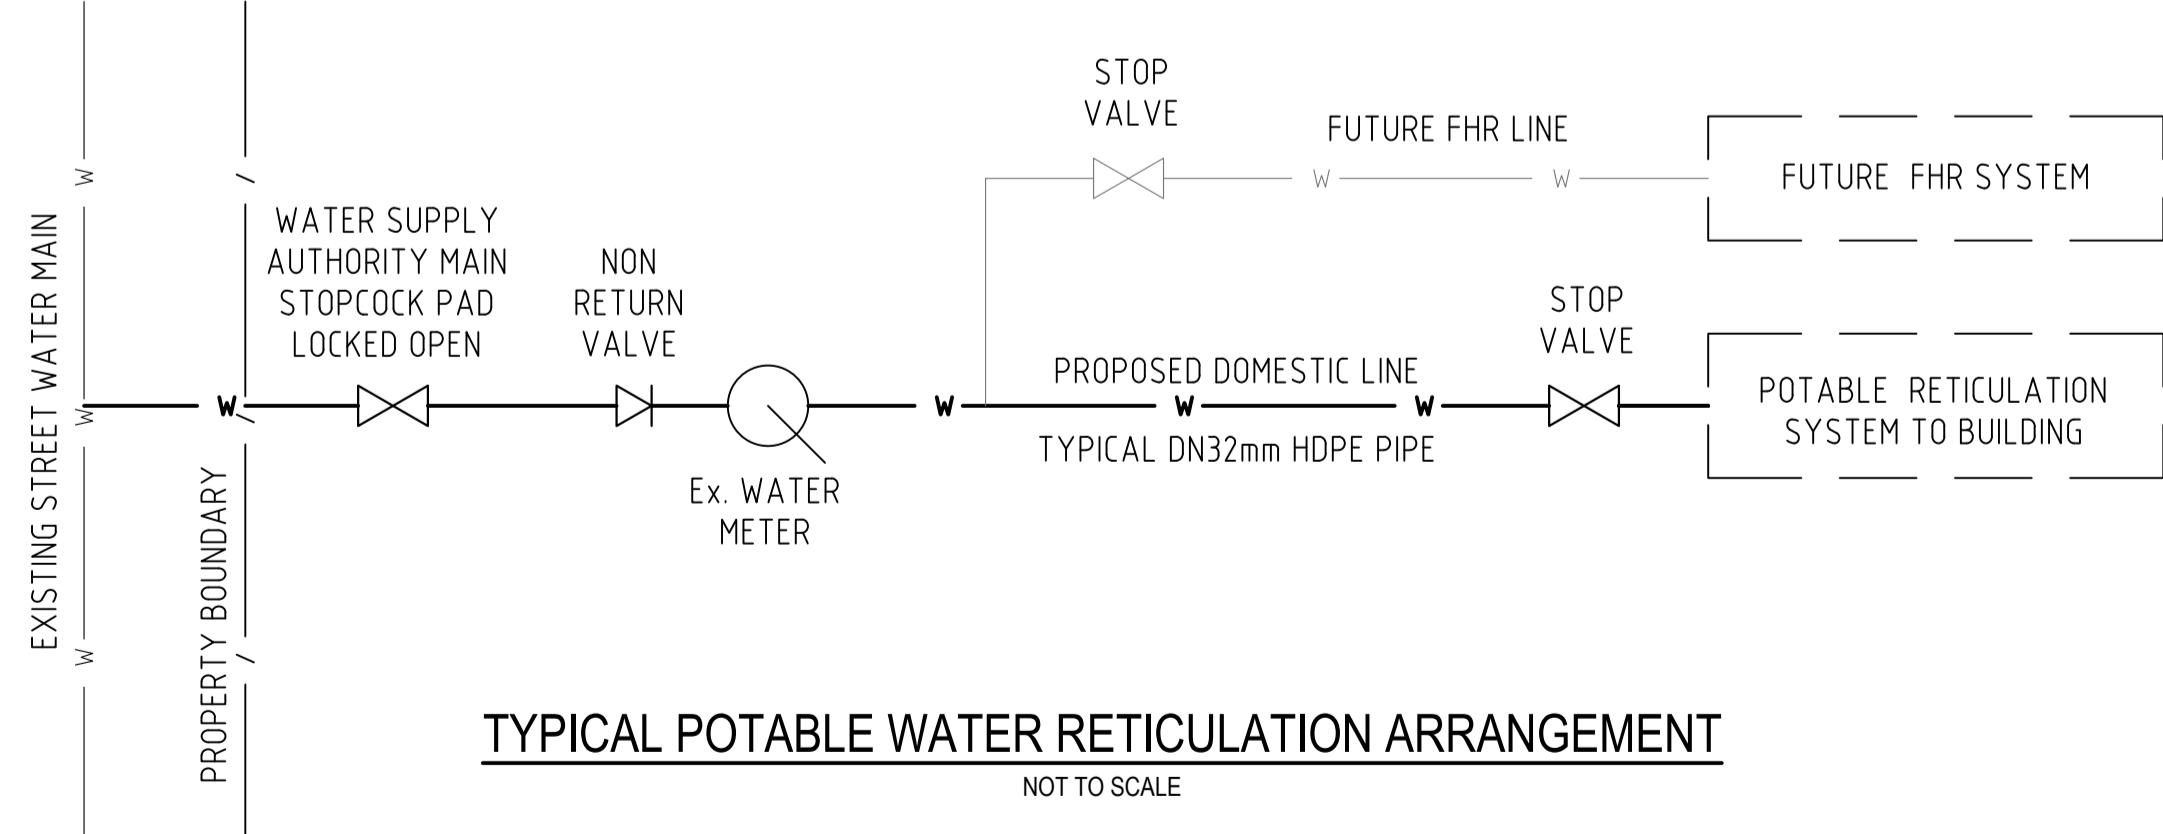 EXISTING STREET WATER MAIN
PROPERTY BOUNDARY
W
W
W
W
WATER SUPPLY
AUTHORITY MAIN
STOPCOCK PAD
LOCKED OPEN
NON
RETURN
VALVE
Ex. WATER
METER
W
STOP
VALVE
FUTURE FHR LINE
W
W
FUTURE FHR SYSTEM
PROPOSED DOMESTIC LINE
W
W
TYPICAL DN32mm HDPE PIPE
STOP
VALVE
POTABLE RETICULATION
SYSTEM TO BUILDING
TYPICAL POTABLE WATER RETICULATION ARRANGEMENT
NOT TO SCALE